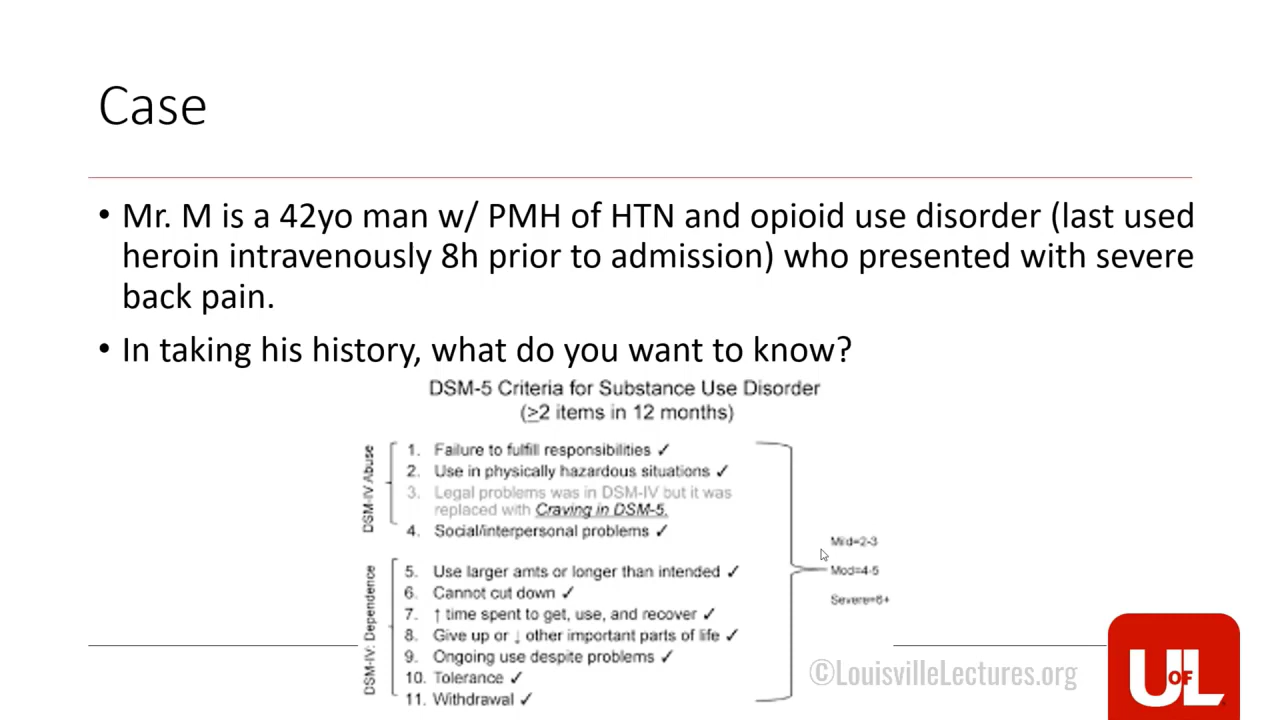 Case
• Mr. M is a 42yo man w/ PMH of HTN and opioid use disorder (last used
heroin intravenously 8h prior to admission) who presented with severe
back pain.
• In taking his history, what do you want to know?
DSM-5 Criteria for Substance Use Disorder
(≥2 items in 12 months)
DSM-IV Abuse
1. Failure to fulfill responsibilities ✓
2. Use in physically hazardous situations ✓
3. Legal problems was in DSM-IV but it was
replaced with Craving in DSM-5.
4. Social/interpersonal problems ✓
DSM-IV: Dependence
5. Use larger amts or longer than intended ✓
6. Cannot cut down ✓
7. ↑ time spent to get, use, and recover ✓
8. Give up or ↓ other important parts of life ✓
9. Ongoing use despite problems ✓
10. Tolerance ✓
11. Withdrawal ✓
Mild=2-3
Mod=4-5
Severe=6+
©LouisvilleLectures.org
U OF L